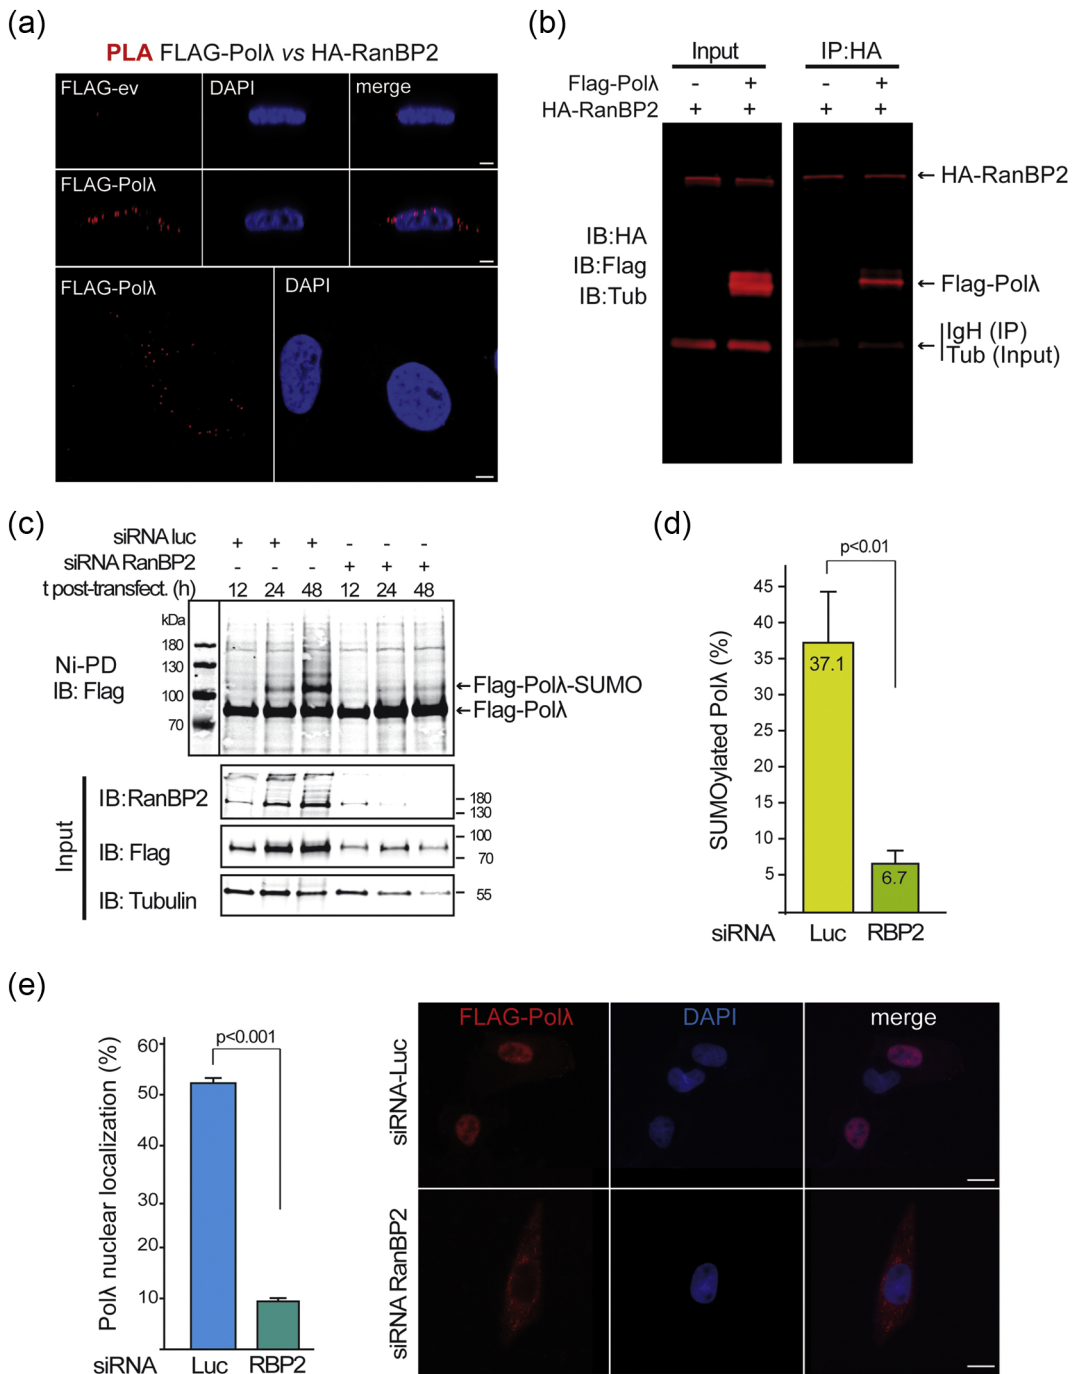 (a)
PLA FLAG-Polλ vs HA-RanBP2
FLAG-ev DAPI merge
FLAG-Polλ
FLAG-Polλ DAPI
(b)
Input IP:HA
Flag-Polλ - + - +
HA-RanBP2 + + + +
←HA-RanBP2
IB:HA
IB:Flag
IB:Tub
←Flag-Polλ
←IgH (IP)
Tub (Input)
(c)
siRNA luc + + + - - -
siRNA RanBP2 - - - + + +
t post-transfect. (h) 12 24 48 12 24 48
kDa
180
130
100
70
Ni-PD
IB: Flag
←Flag-Polλ-SUMO
←Flag-Polλ
Input
IB:RanBP2
180
130
IB: Flag
100
70
IB: Tubulin
55
(d)
p<0.01
SUMOylated Polλ (%)
45
40
35
30
25
20
15
10
5
37.1
6.7
siRNA Luc RBP2
(e)
p<0.001
Polλ nuclear localization (%)
60
50
40
30
20
10
siRNA Luc RBP2
FLAG-Polλ DAPI merge
siRNA-Luc
siRNA RanBP2